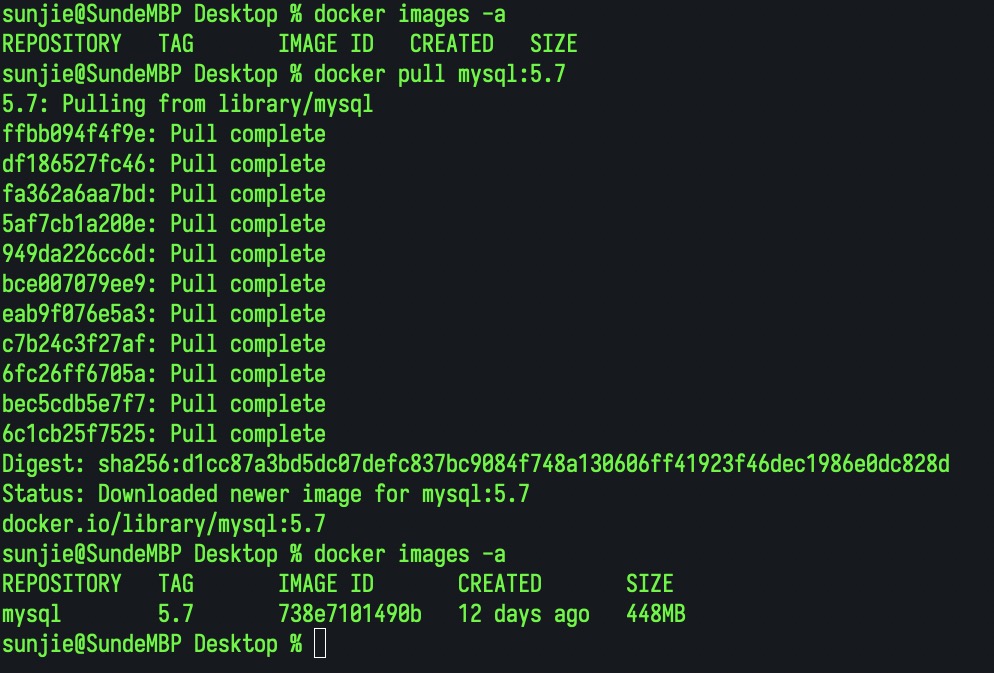 sunjie@SundeMBP Desktop % docker images -a
REPOSITORY   TAG       IMAGE ID   CREATED   SIZE
sunjie@SundeMBP Desktop % docker pull mysql:5.7
5.7: Pulling from library/mysql
ffbb094f4f9e: Pull complete
df186527fc46: Pull complete
fa362a6aa7bd: Pull complete
5af7cb1a200e: Pull complete
949da226cc6d: Pull complete
bce007079ee9: Pull complete
eab9f076e5a3: Pull complete
c7b24c3f27af: Pull complete
6fc26ff6705a: Pull complete
bec5cdb5e7f7: Pull complete
6c1cb25f7525: Pull complete
Digest: sha256:d1cc87a3bd5dc07defc837bc9084f748a130606ff41923f46dec1986e0dc828d
Status: Downloaded newer image for mysql:5.7
docker.io/library/mysql:5.7
sunjie@SundeMBP Desktop % docker images -a
REPOSITORY   TAG       IMAGE ID       CREATED       SIZE
mysql        5.7       738e7101490b   12 days ago   448MB
sunjie@SundeMBP Desktop %